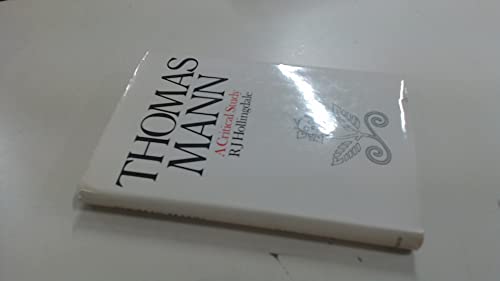 THOMAS
MANN
A Critical Study
RJ Hollingdale